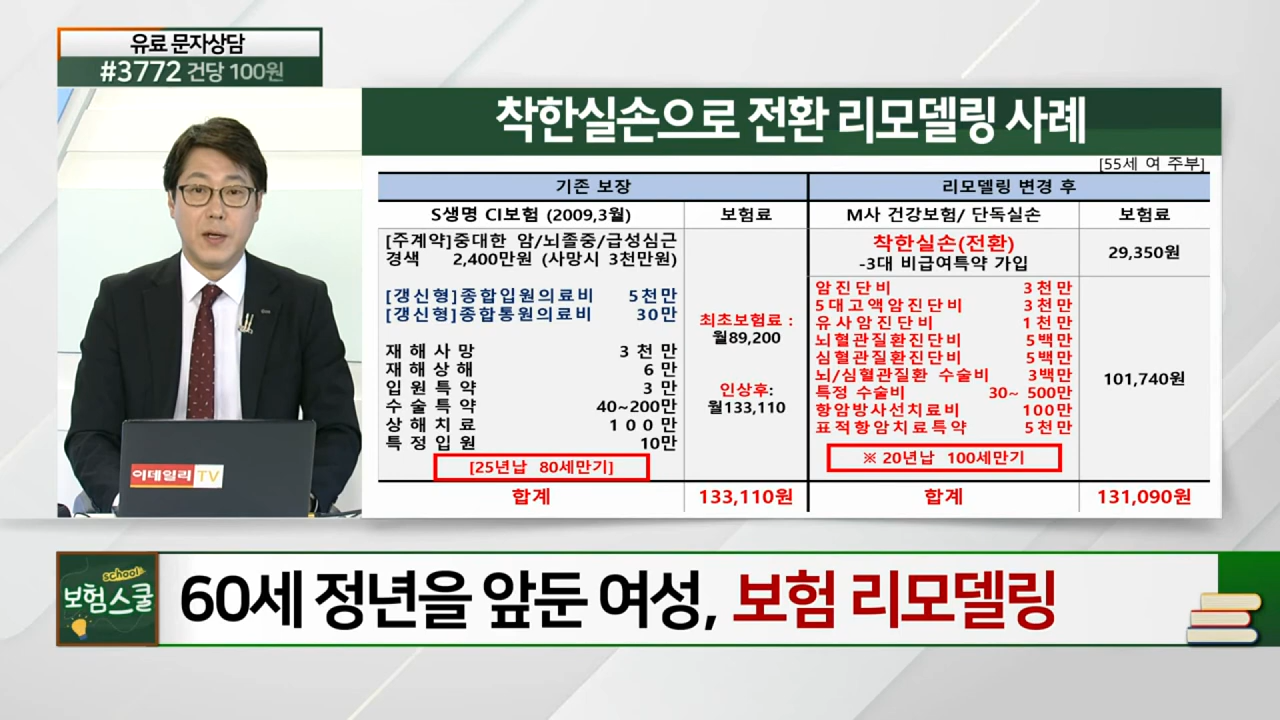 유료 문자상담
#3772 건당 100원
착한실손으로 전환 리모델링 사례
[55세 여 주부]
기존 보장 리모델링 변경 후
S생명 CI보험 (2009,3월) 보험료 M사 건강보험/ 단독실손 보험료
[주계약]중대한 암/뇌졸중/급성심근
경색 2,400만원 (사망시 3천만원)
[갱신형]종합입원의료비 5천만
[갱신형]종합통원의료비 30만
재해사망 3천만
재해상해 6만
입원특약 3만
수술특약 40~200만
상해치료 100만
특정입원 10만
[25년납 80세만기]
최초보험료 :
월89,200
인상후:
월133,110
착한실손(전환)
-3대 비급여특약 가입
29,350원
암진단비 3천만
5대고액암진단비 3천만
유사암진단비 1천만
뇌혈관질환진단비 5백만
심혈관질환진단비 5백만
뇌/심혈관질환 수술비 3백만
특정 수술비 30~ 500만
항암방사선치료비 100만
표적항암치료특약 5천만
※ 20년납 100세만기
101,740원
합계 133,110원 합계 131,090원
이데일리 TV
school
보험스쿨
60세 정년을 앞둔 여성, 보험 리모델링